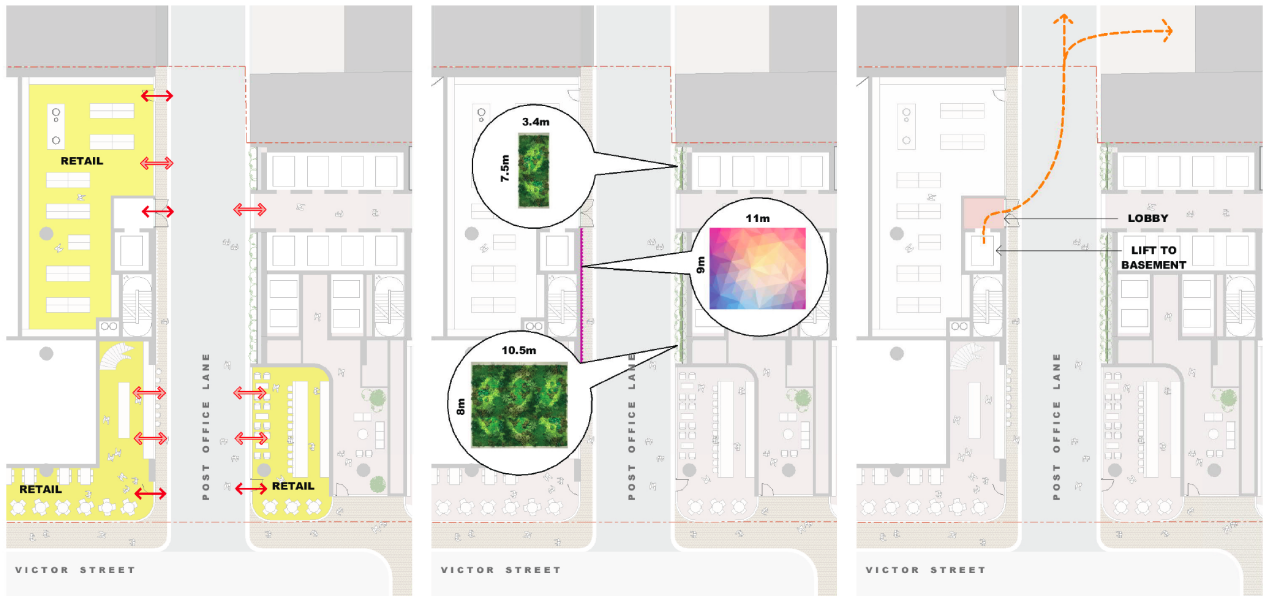 RETAIL
RETAIL
RETAIL
POST OFFICE LANE
VICTOR STREET
3.4m
7.5m
11m
9m
10.5m
8m
POST OFFICE LANE
VICTOR STREET
LOBBY
LIFT TO
BASEMENT
POST OFFICE LANE
VICTOR STREET